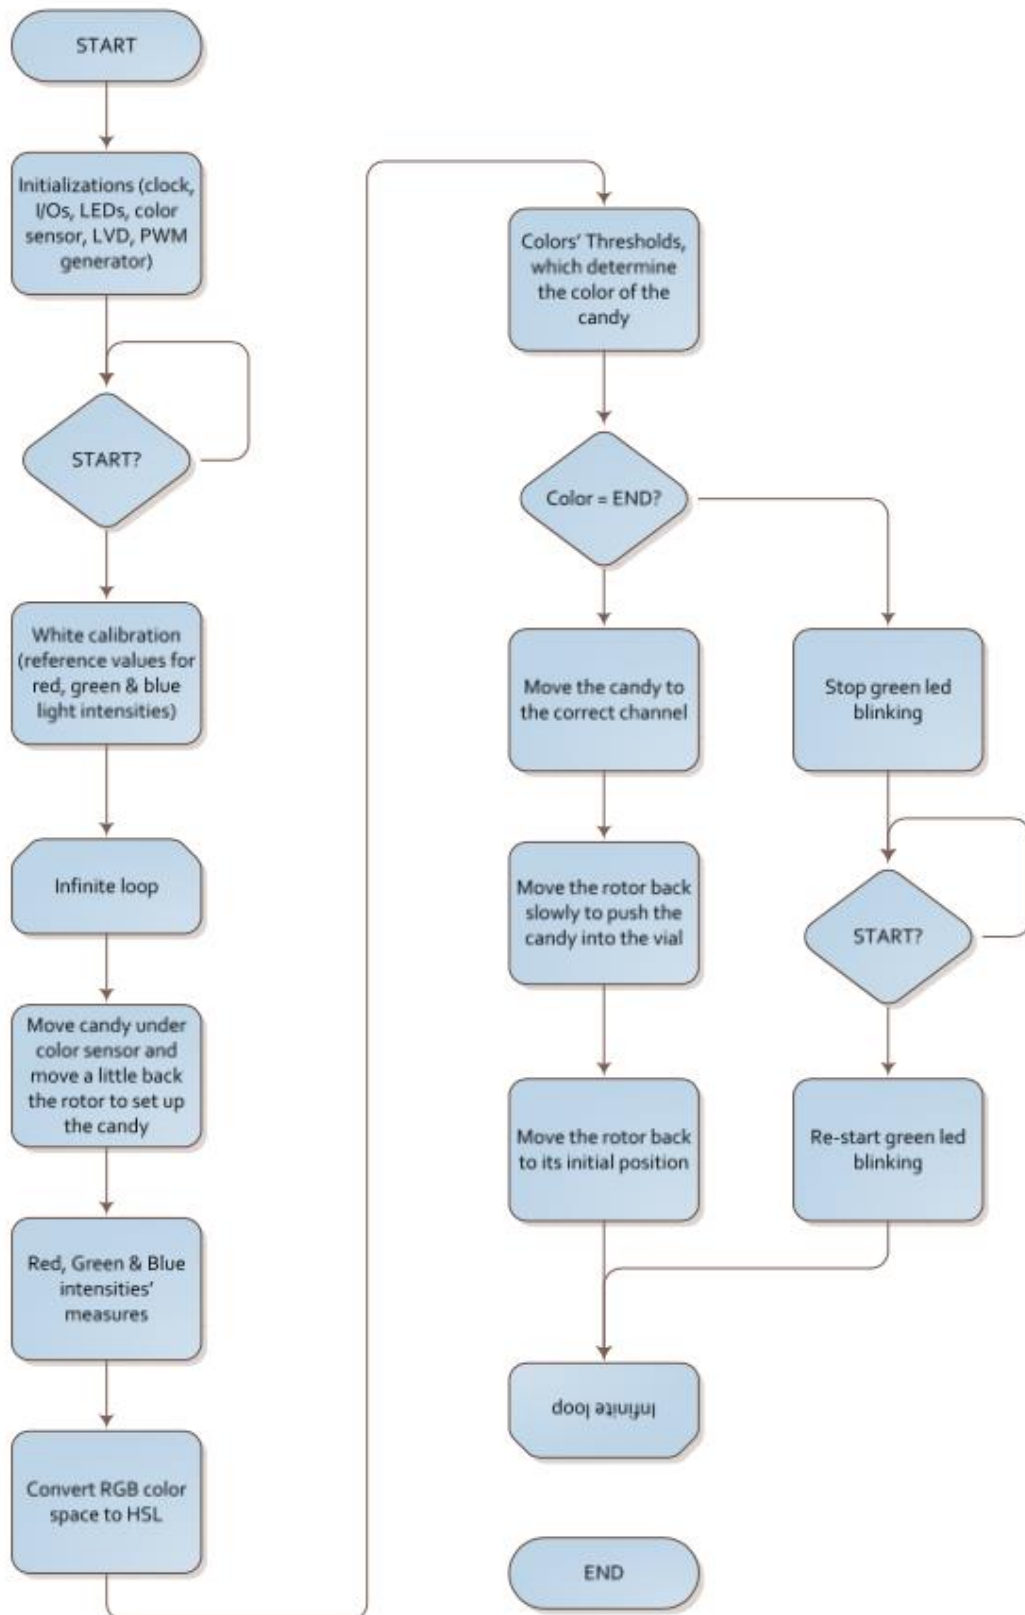 START
Initializations (clock,
I/Os, LEDs, color
sensor, LVD, PWM
generator)
START?
White calibration
(reference values for
red, green & blue
light intensities)
Infinite loop
Move candy under
color sensor and
move a little back
the rotor to set up
the candy
Red, Green & Blue
intensities'
measures
Convert RGB color
space to HSL
Colors' Thresholds,
which determine
the color of the
candy
Color = END?
Move the candy to
the correct channel
Move the rotor back
slowly to push the
candy into the vial
Move the rotor back
to its initial position
Stop green led
blinking
START?
Re-start green led
blinking
Infinite loop
END